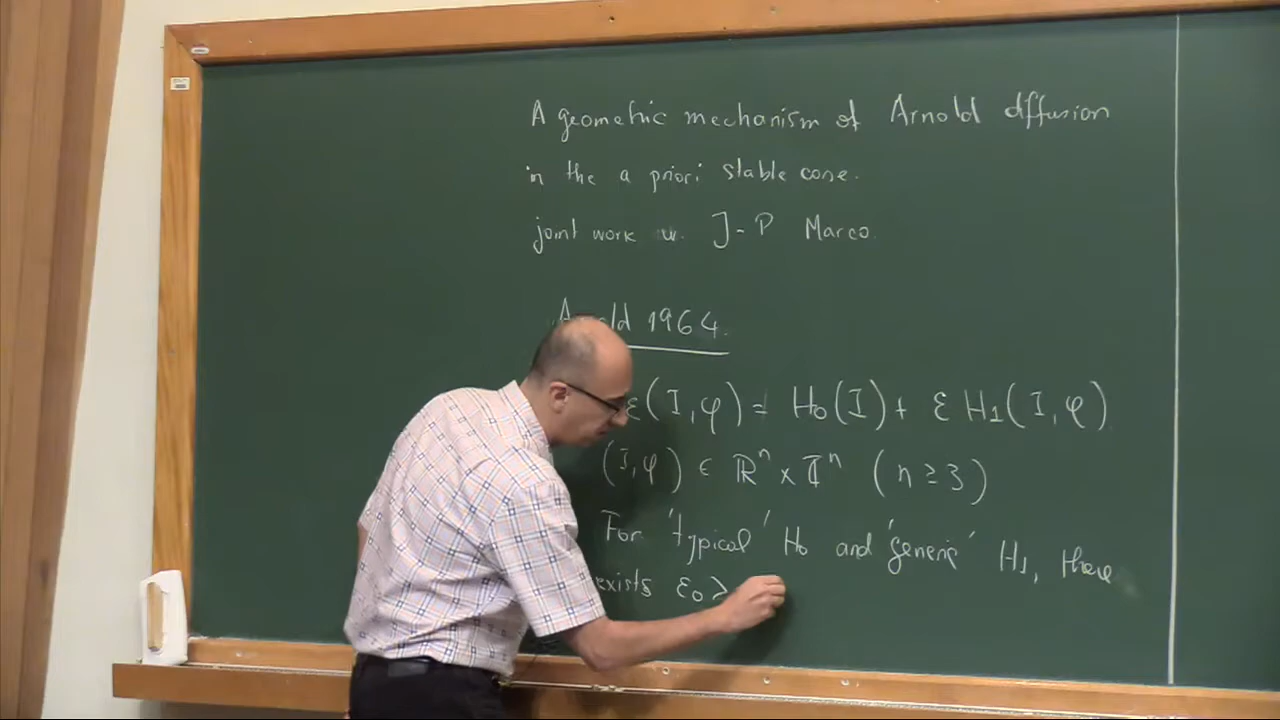 A geometric mechanism of Arnold diffusion
in the a priori stable case.
joint work w. J-P Marco.
Arnold 1964.
ε(I,φ) = H₀(I) + ε H₁(I,φ)
(I,φ) ∈ ℝⁿ × 𝕋ⁿ (n ≥ 3)
For 'typical' H₀ and 'generic' H₁, there
exists ε₀ >